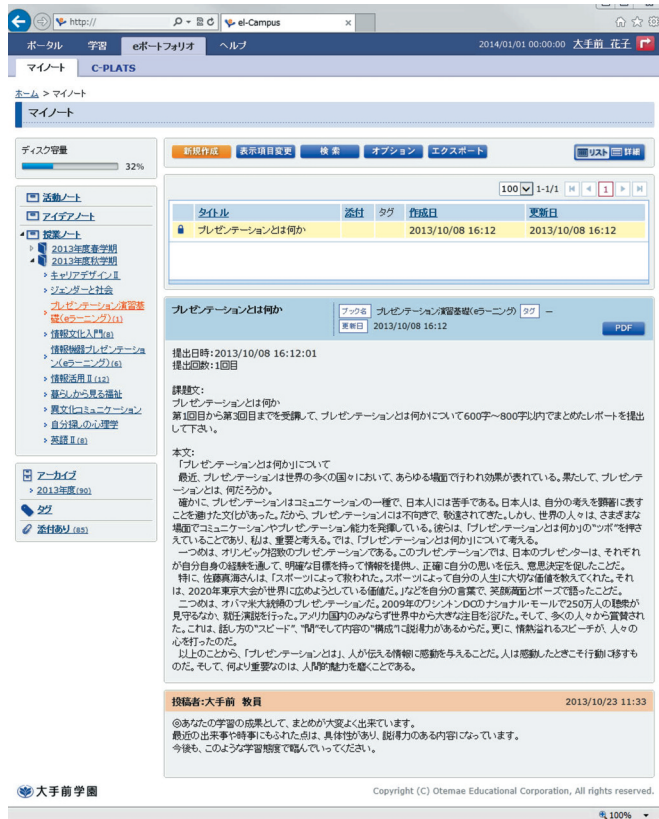 http://
el-Campus
ポータル 学習 eポートフォリオ ヘルプ
2014/01/01 00:00:00 大手前 花子
マイノート C-PLATS
ホーム > マイノート
マイノート
ディスク容量
32%
活動ノート
アイデアノート
授業ノート
2013年度春学期
2013年度秋学期
キャリアデザインⅡ
ジェンダーと社会
プレゼンテーション演習基礎(eラーニング)(1)
情報文化入門(8)
情報機器プレゼンテーション(eラーニング)(6)
情報活用Ⅱ(12)
暮らしから見る福祉
異文化コミュニケーション
自分探しの心理学
英語Ⅱ(8)
アーカイブ
2013年度(90)
タグ
添付あり(85)
新規作成 表示項目変更 検索 オプション エクスポート
リスト 詳細
100 1-1/1 1
タイトル 添付 タグ 作成日 更新日
プレゼンテーションとは何か 2013/10/08 16:12 2013/10/08 16:12
プレゼンテーションとは何か
ブック名 プレゼンテーション演習基礎(eラーニング) タグ −
更新日 2013/10/08 16:12
PDF
提出日時:2013/10/08 16:12:01
提出回数:1回目
課題文:
プレゼンテーションとは何か
第1回目から第3回目までを受講して、プレゼンテーションとは何かについて600字〜800字以内でまとめたレポートを提出
して下さい。
本文:
「プレゼンテーションとは何か」について
最近、プレゼンテーションは世界の多くの国々において、あらゆる場面で行われ効果が表れている。果たして、プレゼンテ
ーションとは、何だろうか。
確かに、プレゼンテーションはコミュニケーションの一種で、日本人には苦手である。日本人は、自分の考えを顕著に表す
ことを避けた文化があった。だから、プレゼンテーションには不向きで、敬遠されてきた。しかし、世界の人々は、さまざまな
場面でコミュニケーションやプレゼンテーション能力を発揮している。彼らは、「プレゼンテーションとは何か」の"ツボ"を押さ
えていることであり、私は、重要と考える。では、「プレゼンテーションとは何か」について考える。
一つめは、オリンピック招致のプレゼンテーションである。このプレゼンテーションでは、日本のプレゼンターは、それぞれ
が自分自身の経験を通して、明確な目標を持って情報を提供し、正確に自分の思いを伝え、意思決定を促したことだ。
特に、佐藤真海さんは、「スポーツによって救われた。スポーツによって自分の人生に大切な価値を教えてくれた。それ
は、2020年東京大会が世界に広めようとしている価値だ。」などを自分の言葉で、笑顔満面とポーズで語ったことだ。
二つめは、オバマ米大統領のプレゼンテーションだ。2009年のワシントンDCのナショナル・モールで250万人の聴衆が
見守るなか、就任演説を行った。アメリカ国内のみならず世界中から大きな注目を浴びた。そして、多くの人々から賞賛され
た。これは、話し方の"スピード"、"間"そして内容の"構成"に説得力があるからだ。更に、情熱溢れるスピーチが、人々の
心を打ったのだ。
以上のことから、「プレゼンテーションとは」、人が伝える情報に感動を与えることだ。人は感動したときこそ行動に移すも
のだ。そして、何より重要なのは、人間的魅力を磨くことである。
投稿者:大手前 教員 2013/10/23 11:33
◎あなたの学習の成果として、まとめが大変よく出来ています。
最近の出来事や時事にもふれた点は、具体性があり、説得力のある内容になっています。
今後も、このような学習態度で臨んでいってください。
大手前学園
Copyright (C) Otemae Educational Corporation, All rights reserved.
100%